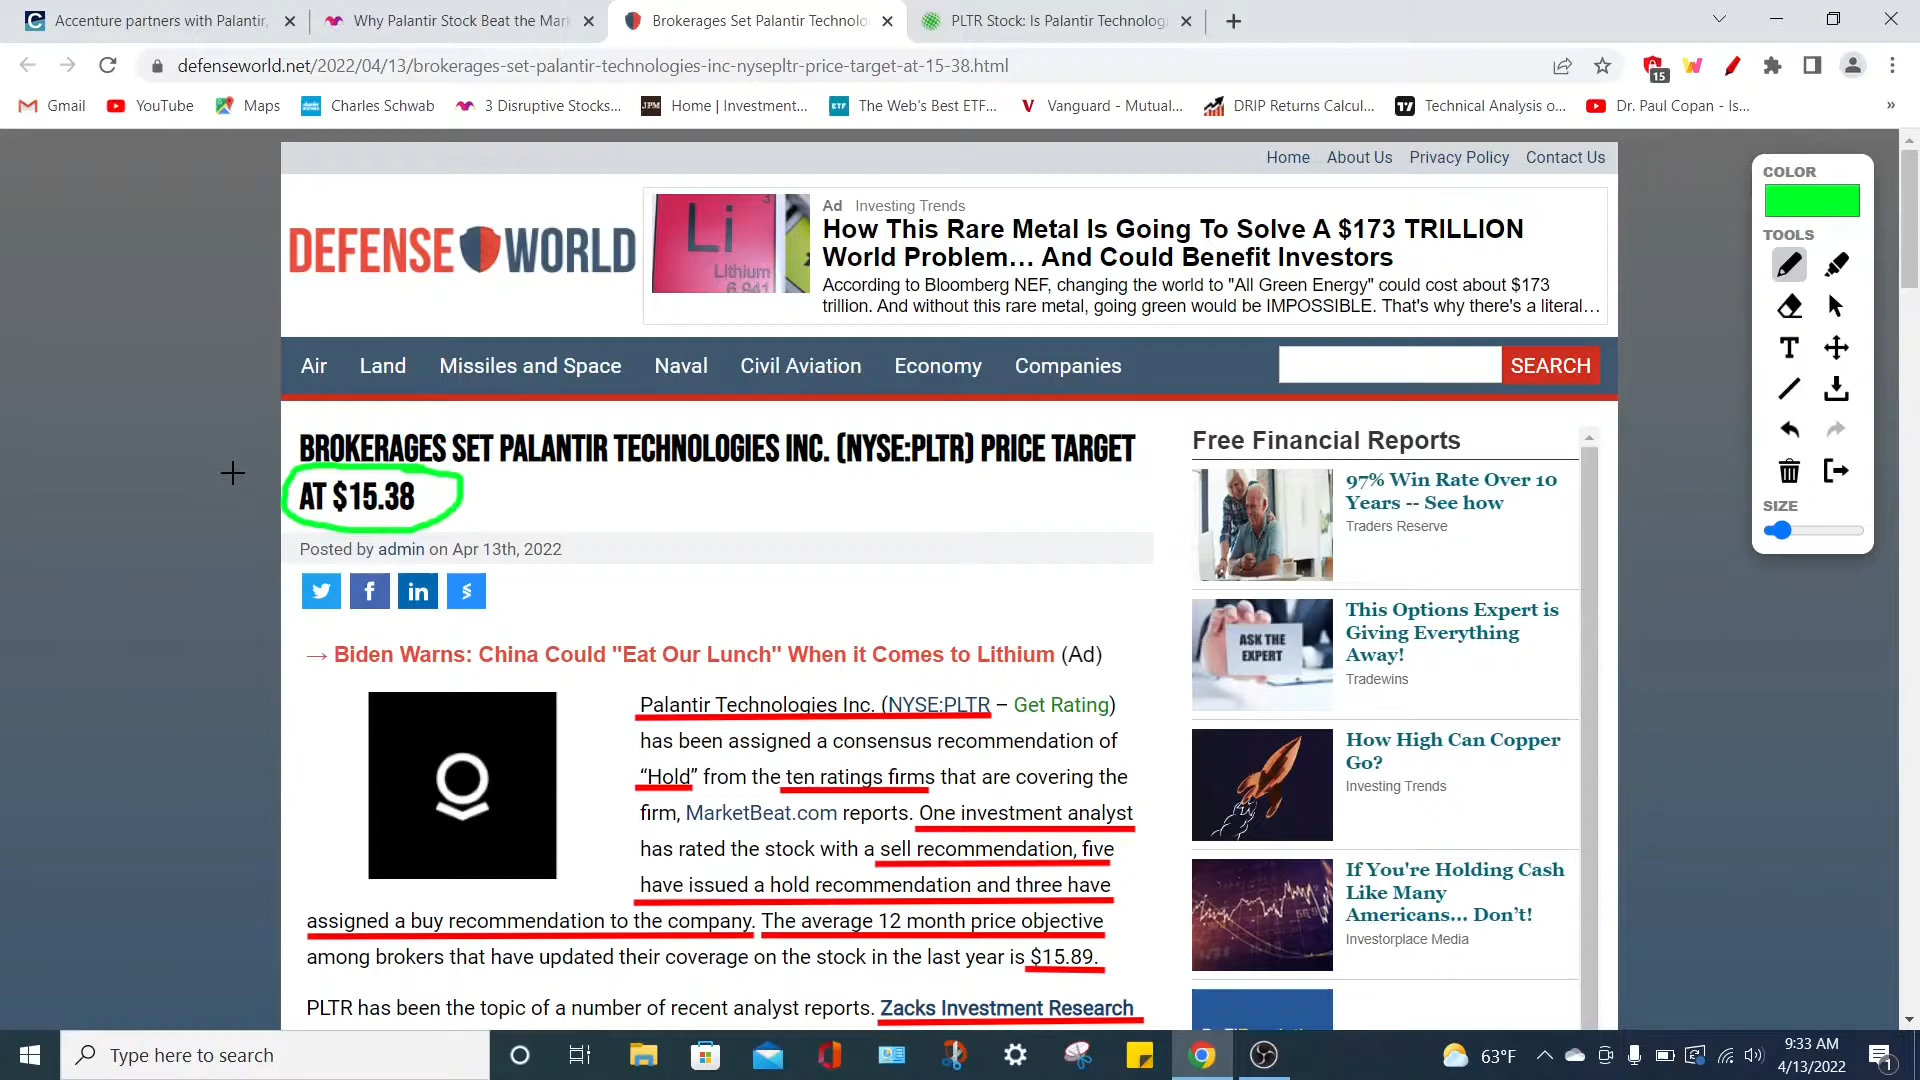 Accenture partners with Palantir,
Why Palantir Stock Beat the Mar
Brokerages Set Palantir Technolo
PLTR Stock: Is Palantir Technolog
defenseworld.net/2022/04/13/brokerages-set-palantir-technologies-inc-nysepltr-price-target-at-15-38.html
15
Gmail
YouTube
Maps
Charles Schwab
3 Disruptive Stocks...
JPM
Home | Investment...
ETF
The Web's Best ETF...
V
Vanguard - Mutual...
DRIP Returns Calcul...
Technical Analysis o...
Dr. Paul Copan - Is...
»
Home About Us Privacy Policy Contact Us
DEFENSE WORLD
3
Li
Lithium
6.941
Ad Investing Trends
How This Rare Metal Is Going To Solve A $173 TRILLION
World Problem… And Could Benefit Investors
According to Bloomberg NEF, changing the world to "All Green Energy" could cost about $173
trillion. And without this rare metal, going green would be IMPOSSIBLE. That's why there's a literal…
Air Land Missiles and Space Naval Civil Aviation Economy Companies
SEARCH
BROKERAGES SET PALANTIR TECHNOLOGIES INC. (NYSE:PLTR) PRICE TARGET
AT $15.38
Posted by admin on Apr 13th, 2022
→ Biden Warns: China Could "Eat Our Lunch" When it Comes to Lithium (Ad)
Palantir Technologies Inc. (NYSE:PLTR – Get Rating)
has been assigned a consensus recommendation of
“Hold” from the ten ratings firms that are covering the
firm, MarketBeat.com reports. One investment analyst
has rated the stock with a sell recommendation, five
have issued a hold recommendation and three have
assigned a buy recommendation to the company. The average 12 month price objective
among brokers that have updated their coverage on the stock in the last year is $15.89.
PLTR has been the topic of a number of recent analyst reports. Zacks Investment Research
Free Financial Reports
97% Win Rate Over 10
Years -- See how
Traders Reserve
ASK THE
EXPERT
This Options Expert is
Giving Everything
Away!
Tradewins
How High Can Copper
Go?
Investing Trends
If You're Holding Cash
Like Many
Americans... Don’t!
Investorplace Media
COLOR
TOOLS
T
SIZE
Type here to search
63°F
9:33 AM
4/13/2022
1